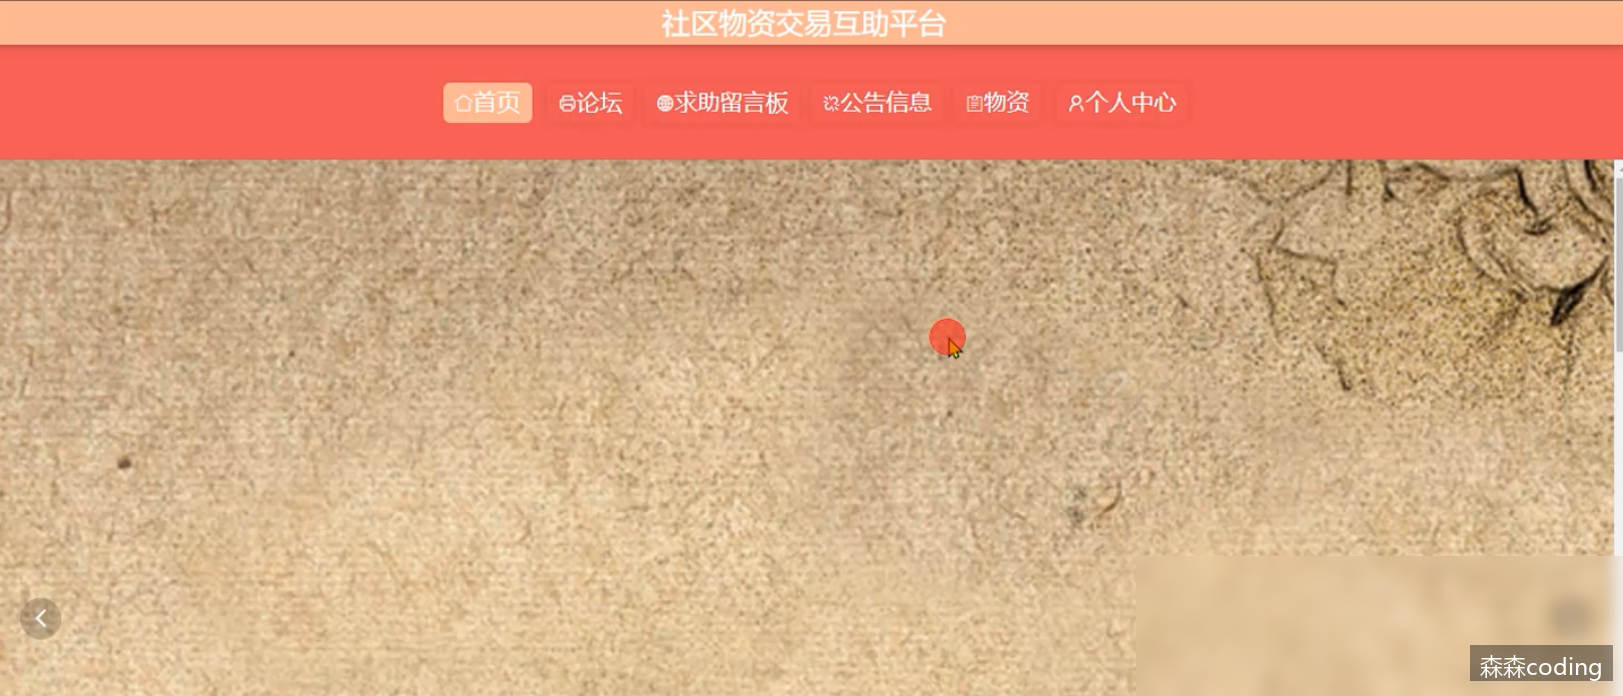 社区物资交易互助平台
首页 论坛 求助留言板 公告信息 物资 个人中心
森森coding